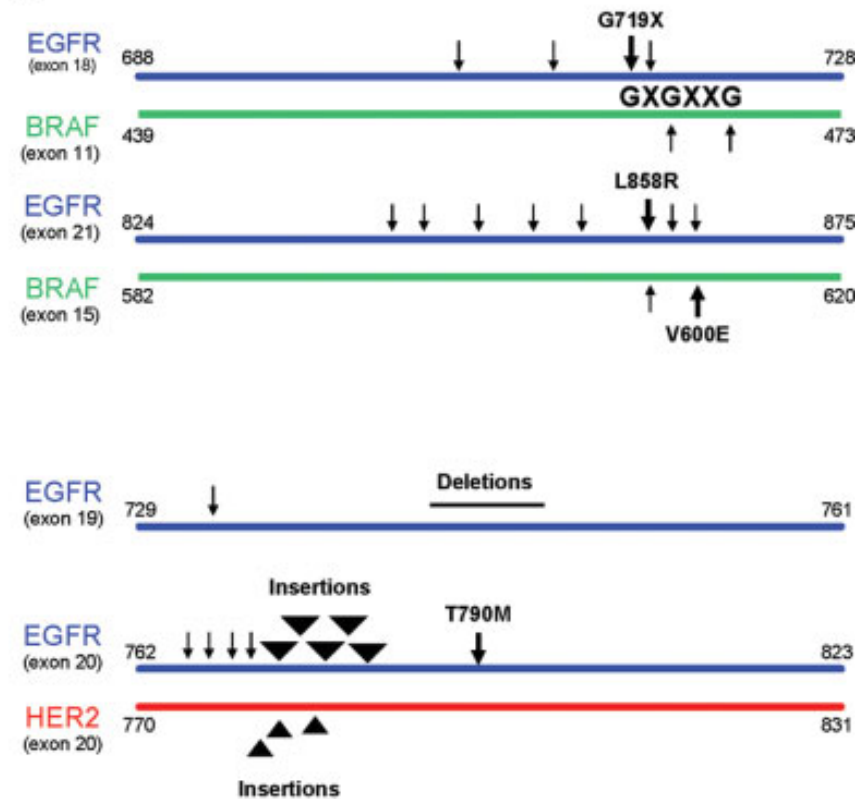 G719X
EGFR
(exon 18)
688
728
GXGXXG
BRAF
(exon 11)
439
473
L858R
EGFR
(exon 21)
824
875
BRAF
(exon 15)
582
620
V600E
EGFR
(exon 19)
729
Deletions
761
Insertions
T790M
EGFR
(exon 20)
762
823
HER2
(exon 20)
770
831
Insertions